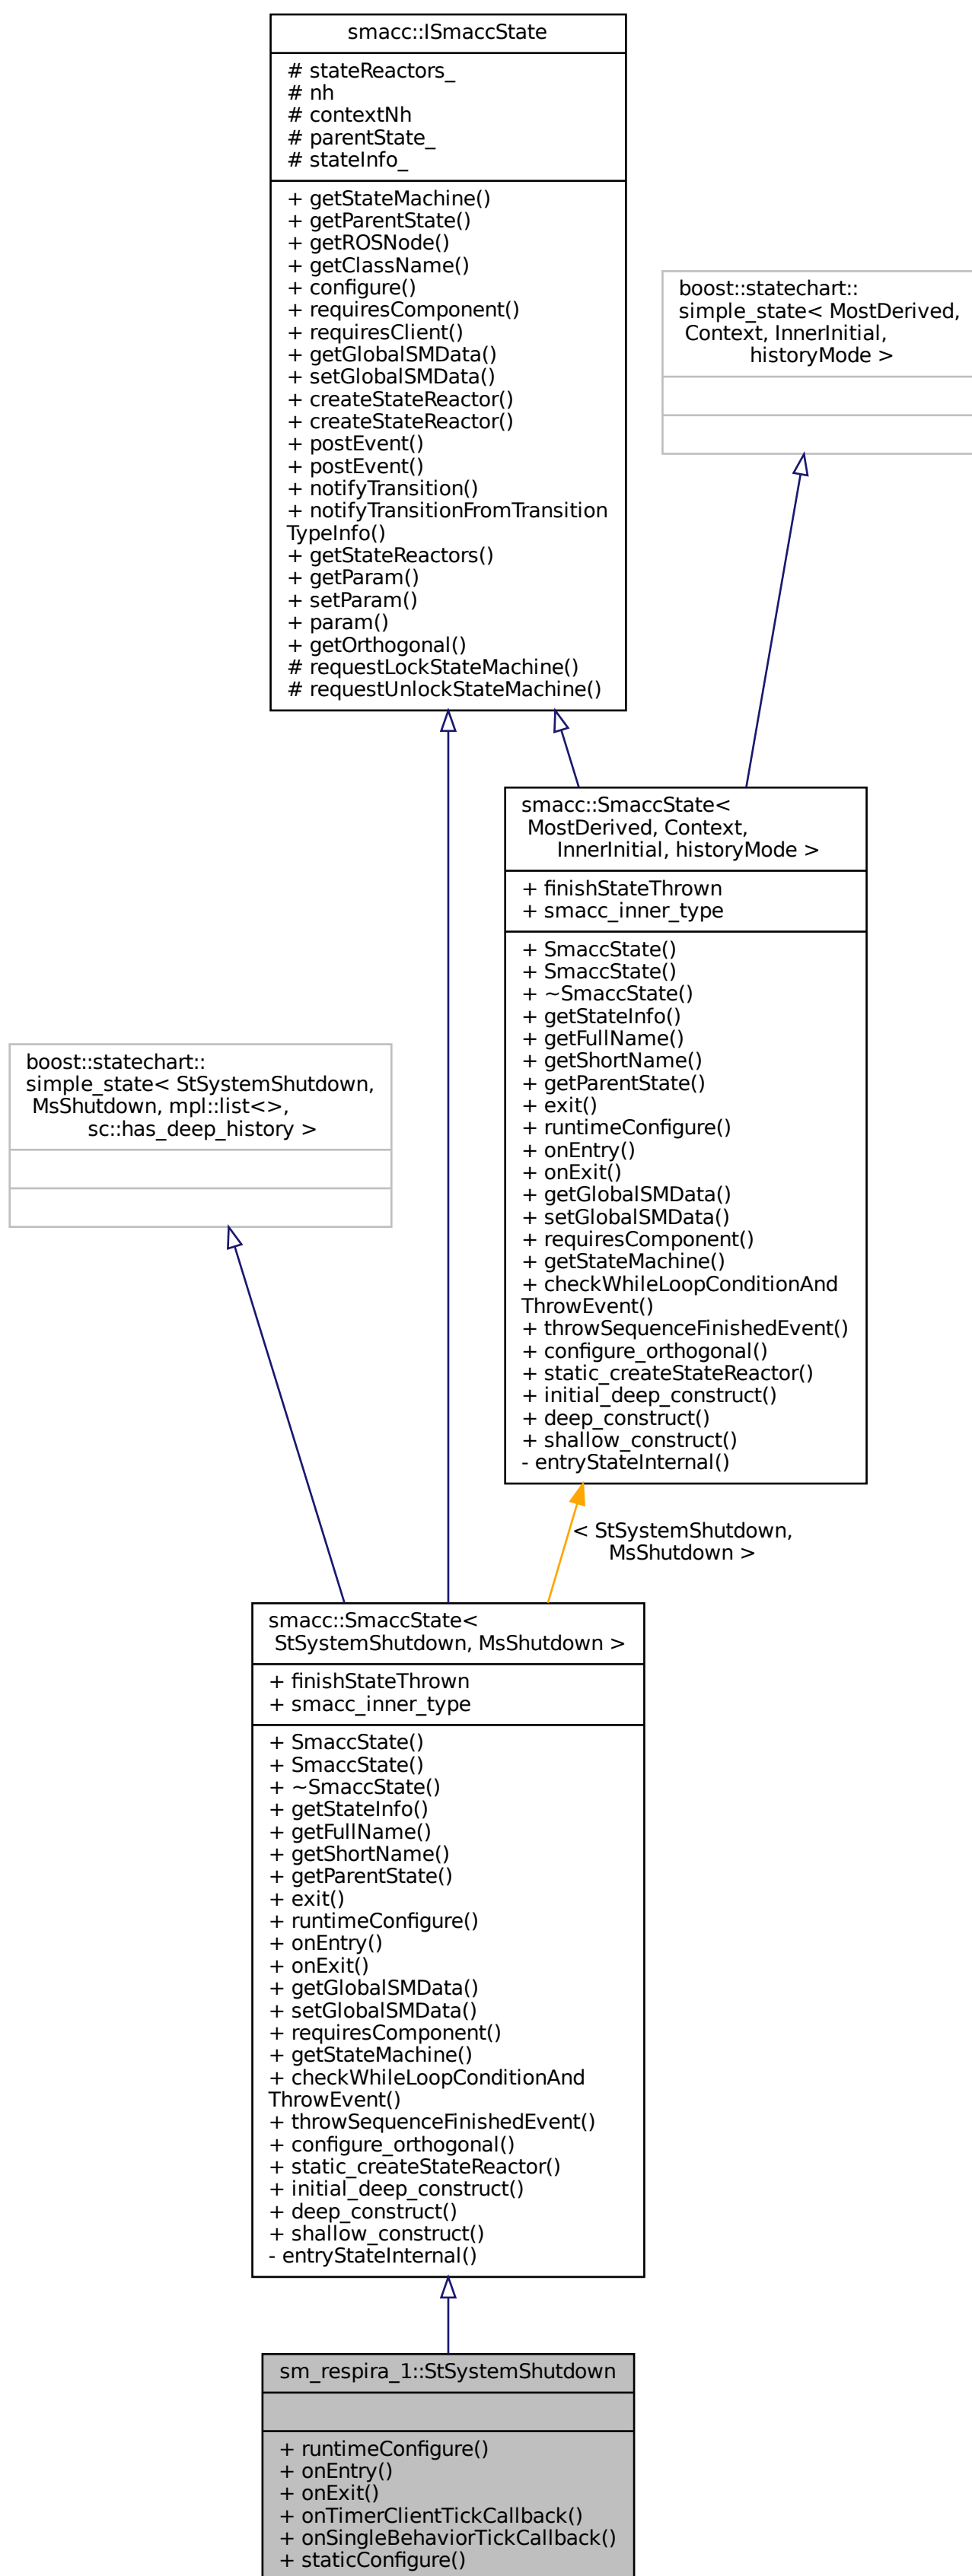 smacc::ISmaccState
# stateReactors_
# nh
# contextNh
# parentState_
# stateInfo_
+ getStateMachine()
+ getParentState()
+ getROSNode()
+ getClassName()
+ configure()
+ requiresComponent()
+ requiresClient()
+ getGlobalSMData()
+ setGlobalSMData()
+ createStateReactor()
+ createStateReactor()
+ postEvent()
+ postEvent()
+ notifyTransition()
+ notifyTransitionFromTransition
TypeInfo()
+ getStateReactors()
+ getParam()
+ setParam()
+ param()
+ getOrthogonal()
# requestLockStateMachine()
# requestUnlockStateMachine()
boost::statechart::
simple_state< MostDerived,
Context, InnerInitial,
historyMode >
smacc::SmaccState<
MostDerived, Context,
InnerInitial, historyMode >
+ finishStateThrown
+ smacc_inner_type
+ SmaccState()
+ SmaccState()
+ ~SmaccState()
+ getStateInfo()
+ getFullName()
+ getShortName()
+ getParentState()
+ exit()
+ runtimeConfigure()
+ onEntry()
+ onExit()
+ getGlobalSMData()
+ setGlobalSMData()
+ requiresComponent()
+ getStateMachine()
+ checkWhileLoopConditionAnd
ThrowEvent()
+ throwSequenceFinishedEvent()
+ configure_orthogonal()
+ static_createStateReactor()
+ initial_deep_construct()
+ deep_construct()
+ shallow_construct()
- entryStateInternal()
boost::statechart::
simple_state< StSystemShutdown,
MsShutdown, mpl::list<>,
sc::has_deep_history >
< StSystemShutdown,
MsShutdown >
smacc::SmaccState<
StSystemShutdown, MsShutdown >
+ finishStateThrown
+ smacc_inner_type
+ SmaccState()
+ SmaccState()
+ ~SmaccState()
+ getStateInfo()
+ getFullName()
+ getShortName()
+ getParentState()
+ exit()
+ runtimeConfigure()
+ onEntry()
+ onExit()
+ getGlobalSMData()
+ setGlobalSMData()
+ requiresComponent()
+ getStateMachine()
+ checkWhileLoopConditionAnd
ThrowEvent()
+ throwSequenceFinishedEvent()
+ configure_orthogonal()
+ static_createStateReactor()
+ initial_deep_construct()
+ deep_construct()
+ shallow_construct()
- entryStateInternal()
sm_respira_1::StSystemShutdown
+ runtimeConfigure()
+ onEntry()
+ onExit()
+ onTimerClientTickCallback()
+ onSingleBehaviorTickCallback()
+ staticConfigure()